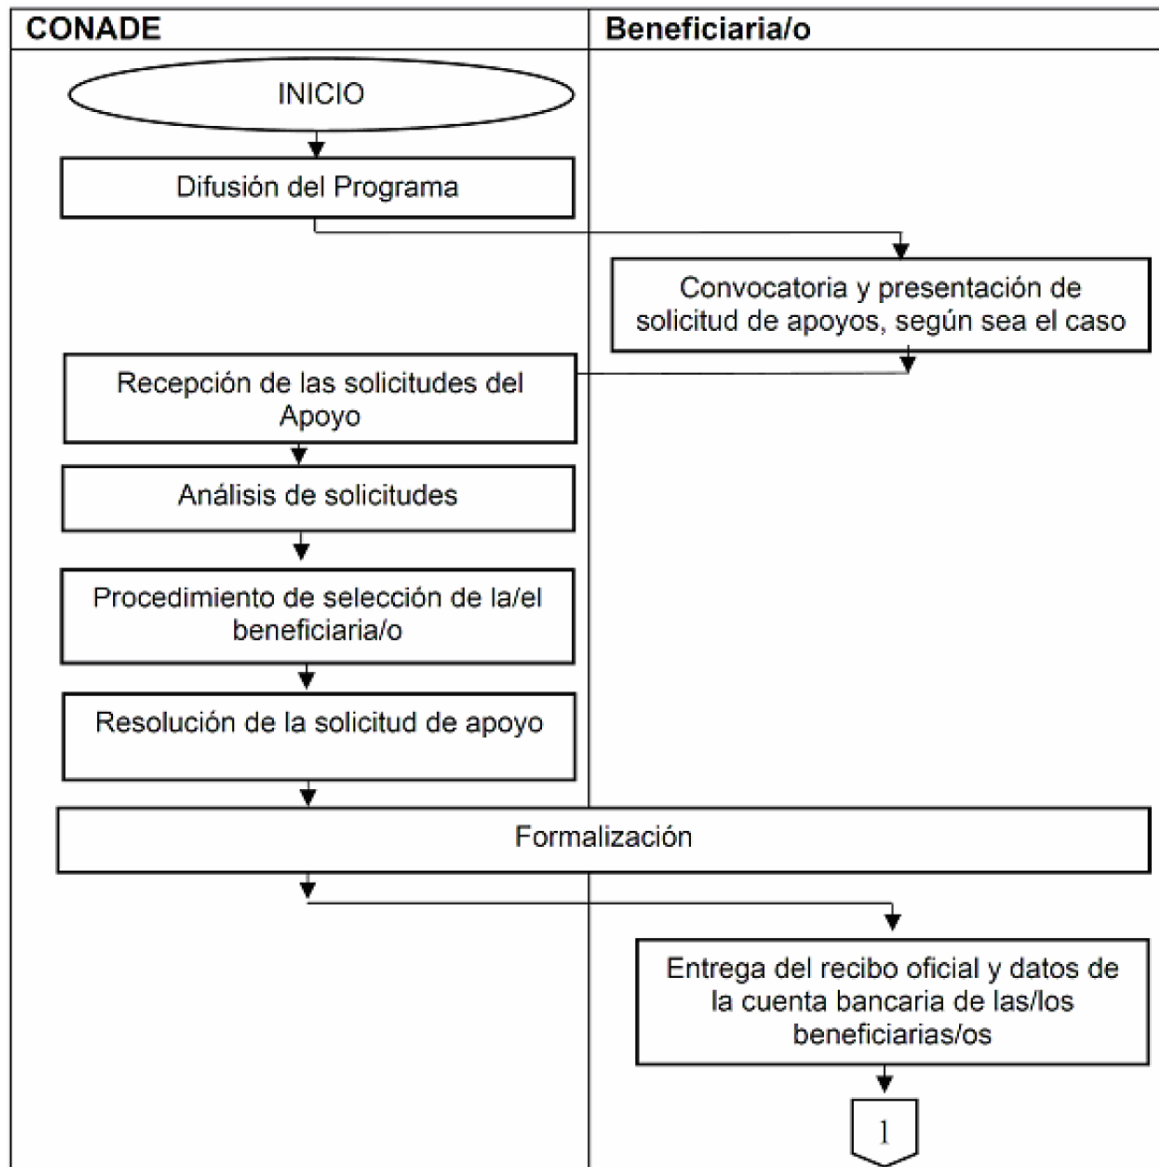 CONADE
Beneficiaria/o
INICIO
Difusión del Programa
Convocatoria y presentación de
solicitud de apoyos, según sea el caso
Recepción de las solicitudes del
Apoyo
Análisis de solicitudes
Procedimiento de selección de la/el
beneficiaria/o
Resolución de la solicitud de apoyo
Formalización
Entrega del recibo oficial y datos de
la cuenta bancaria de las/los
beneficiarias/os
1